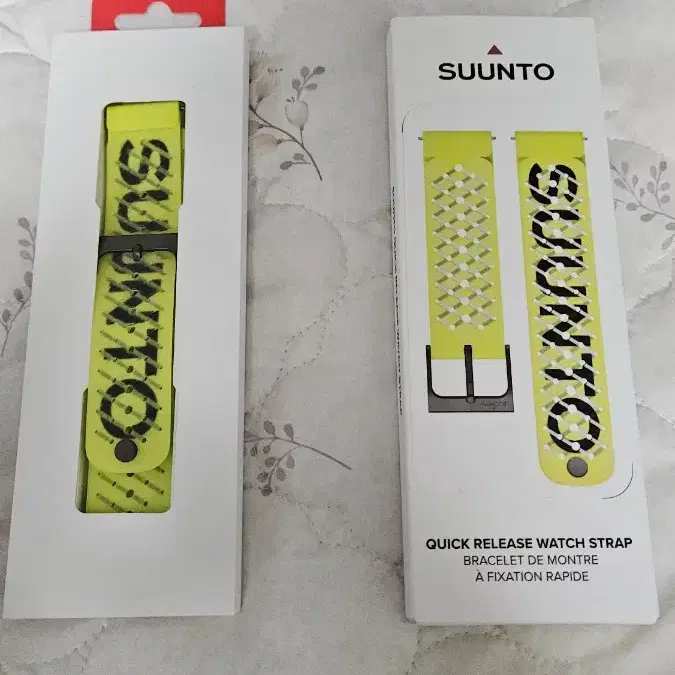 SUUNTO
SUUNTO
SUUNTO
QUICK RELEASE WATCH STRAP
BRACELET DE MONTRE
À FIXATION RAPIDE